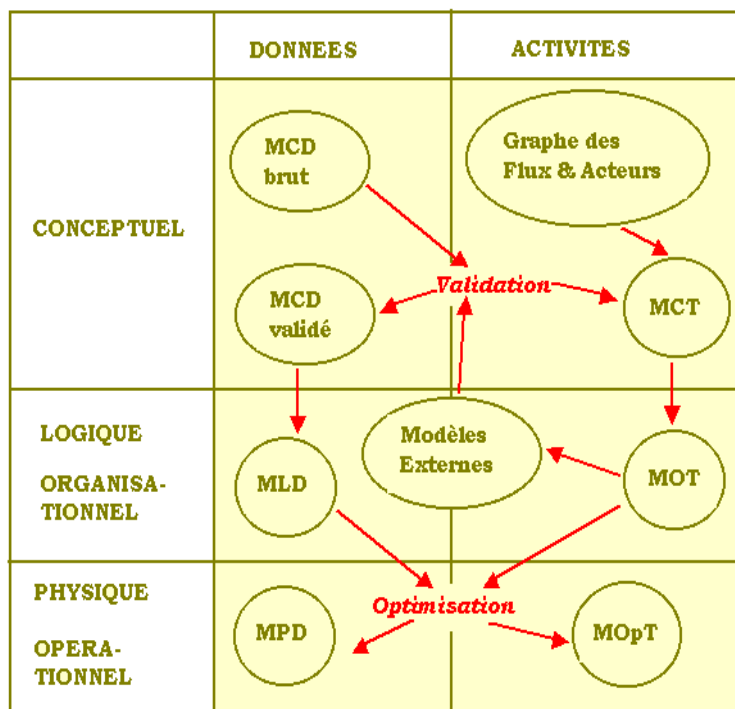 DONNEES
ACTIVITES
CONCEPTUEL
MCD
brut
Graphe des
Flux & Acteurs
Validation
MCD
validé
MCT
LOGIQUE
ORGANISA-
TIONNEL
MLD
Modèles
Externes
MOT
PHYSIQUE
OPERA-
TIONNEL
Optimisation
MPD
MOpT